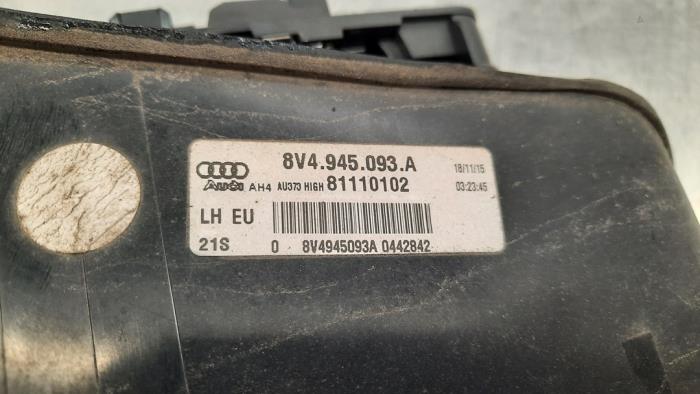 8V4.945.093.A 18/11/15
Audi AH4 AU373 HIGH 81110102 03:23:45
LH EU
21S 0 8V4945093A 0442842